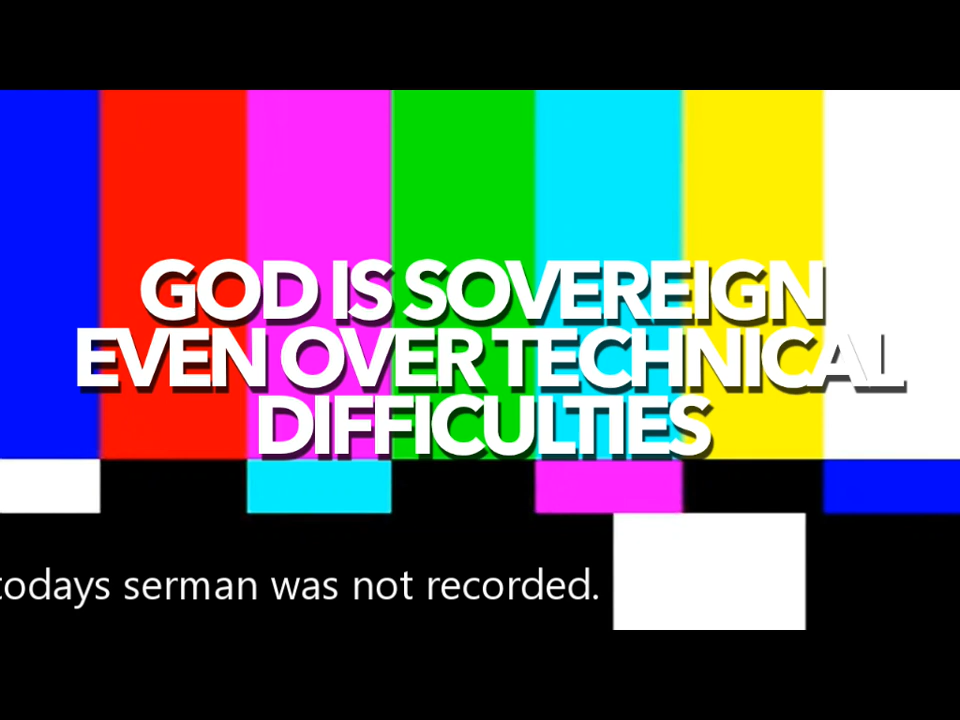 GOD IS SOVEREIGN
EVEN OVER TECHNICAL
DIFFICULTIES
todays serman was not recorded.